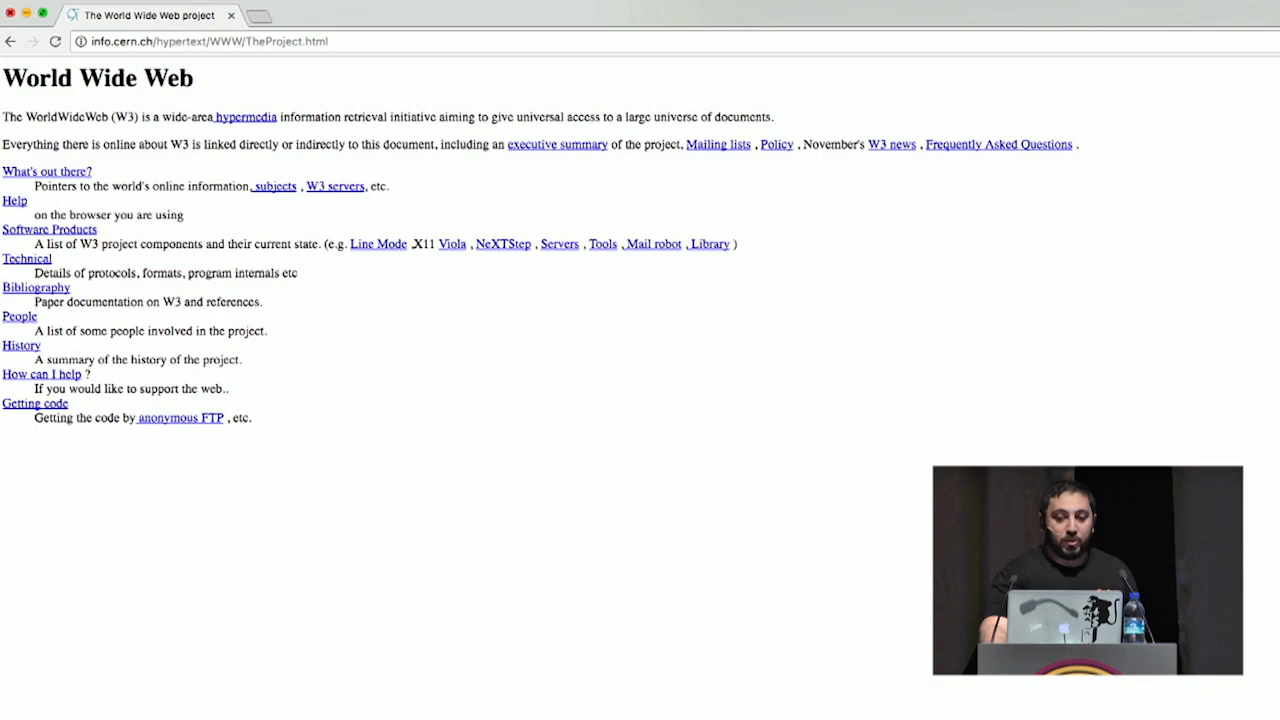 The World Wide Web project
info.cern.ch/hypertext/WWW/TheProject.html
World Wide Web
The WorldWideWeb (W3) is a wide-area hypermedia information retrieval initiative aiming to give universal access to a large universe of documents.
Everything there is online about W3 is linked directly or indirectly to this document, including an executive summary of the project, Mailing lists , Policy , November's W3 news , Frequently Asked Questions .
What's out there?
Pointers to the world's online information, subjects , W3 servers, etc.
Help
on the browser you are using
Software Products
A list of W3 project components and their current state. (e.g. Line Mode ,X11 Viola , NeXTStep , Servers , Tools , Mail robot , Library )
Technical
Details of protocols, formats, program internals etc
Bibliography
Paper documentation on W3 and references.
People
A list of some people involved in the project.
History
A summary of the history of the project.
How can I help ?
If you would like to support the web..
Getting code
Getting the code by anonymous FTP , etc.